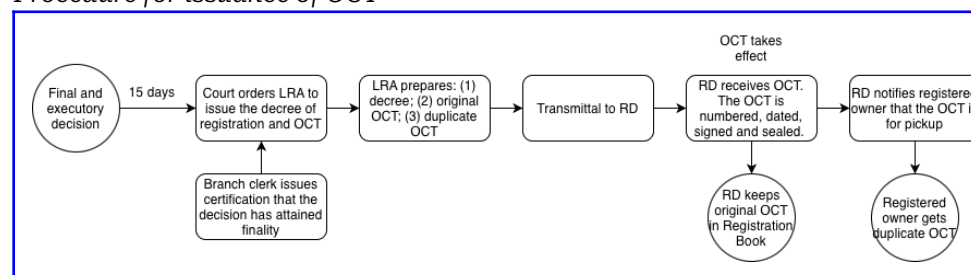 Procedure for issuance of OCT
OCT takes
effect
Final and
executory
decision
15 days
Court orders LRA to
issue the decree of
registration and OCT
LRA prepares: (1)
decree; (2) original
OCT; (3) duplicate
OCT
Transmittal to RD
RD receives OCT.
The OCT is
numbered, dated,
signed and sealed.
RD notifies registered
owner that the OCT i
for pickup
Branch clerk issues
certification that the
decision has attained
finality
RD keeps
original OCT
in Registration
Book
Registered
owner gets
duplicate OCT